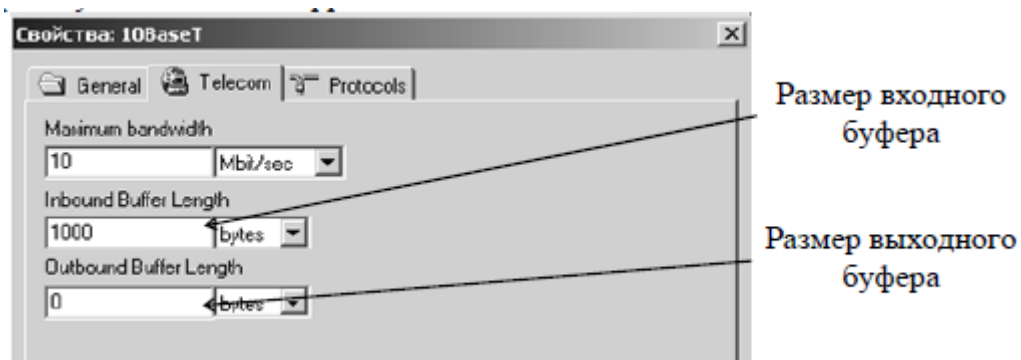 Свойства: 10BaseT
General Telecom Protocols
Maximum bandwidth
10 Mbit/sec
Inbound Buffer Length
1000 bytes
Outbound Buffer Length
0 bytes
Размер входного
буфера
Размер выходного
буфера